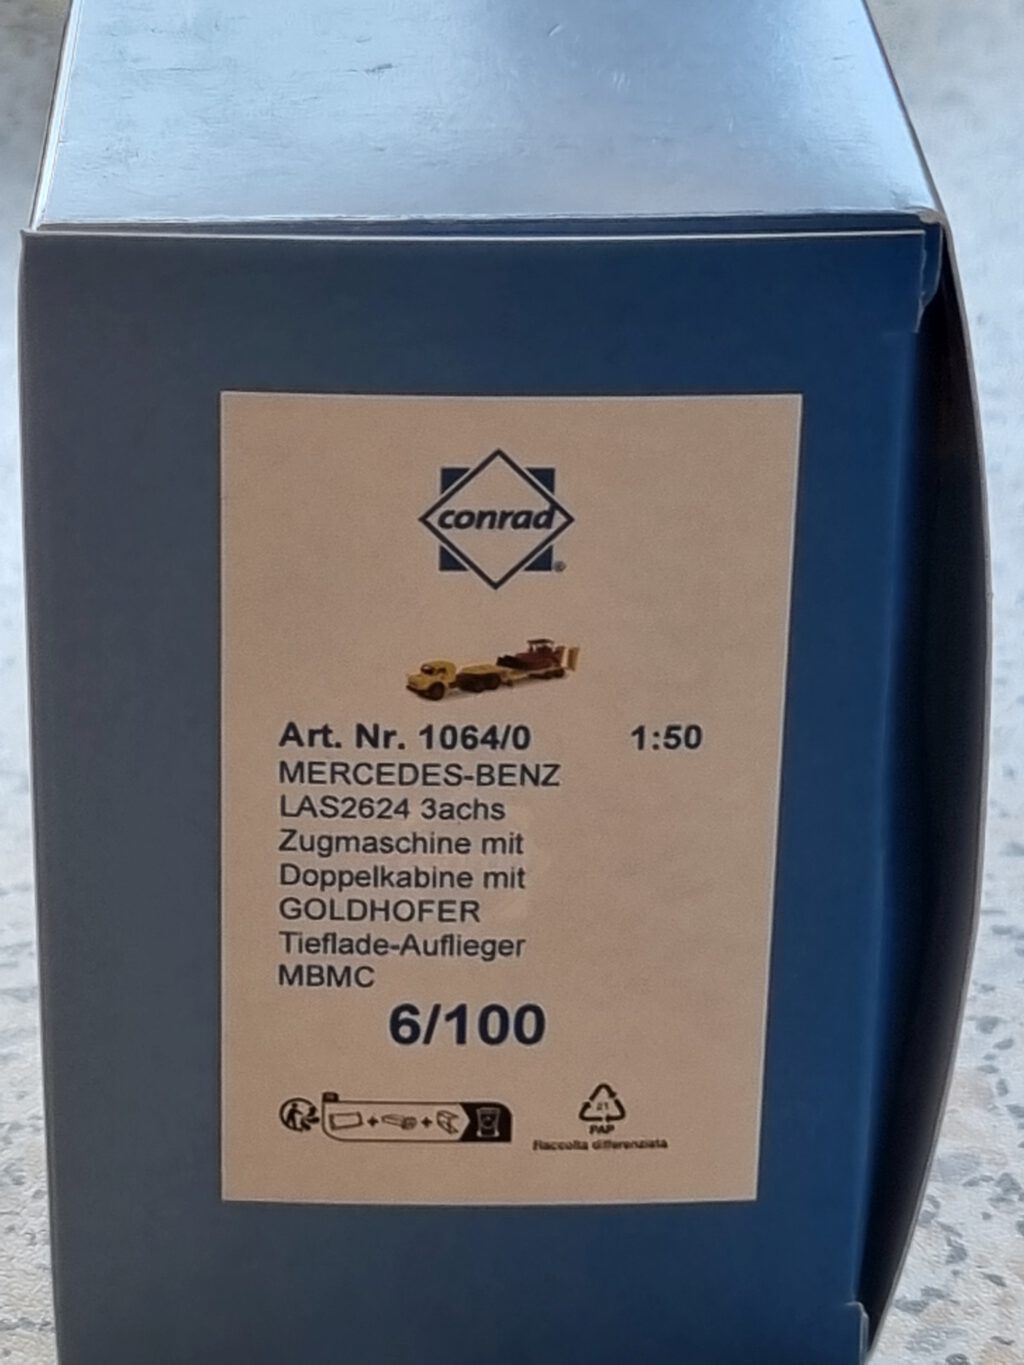 conrad®
Art. Nr. 1064/0 1:50
MERCEDES-BENZ
LAS2624 3achs
Zugmaschine mit
Doppelkabine mit
GOLDHOFER
Tieflade-Auflieger
MBMC
6/100
21
PAP
Raccolta differenziata